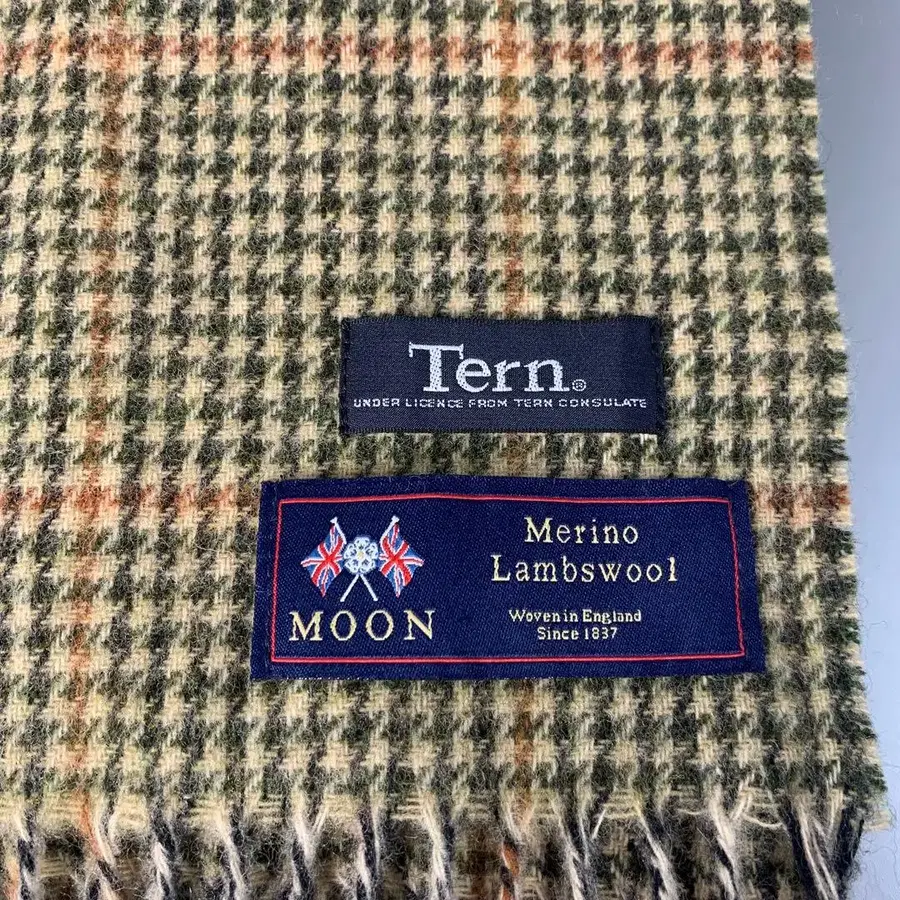 Tern.®
UNDER LICENCE FROM TERN CONSULATE
MOON
Merino
Lambswool
Woven in England
Since 1837